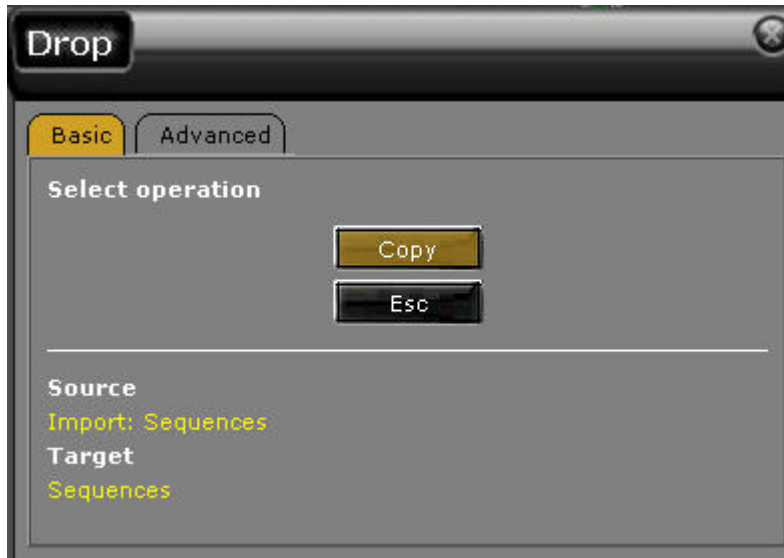 Drop
Basic Advanced
Select operation
Copy
Esc
Source
Import: Sequences
Target
Sequences